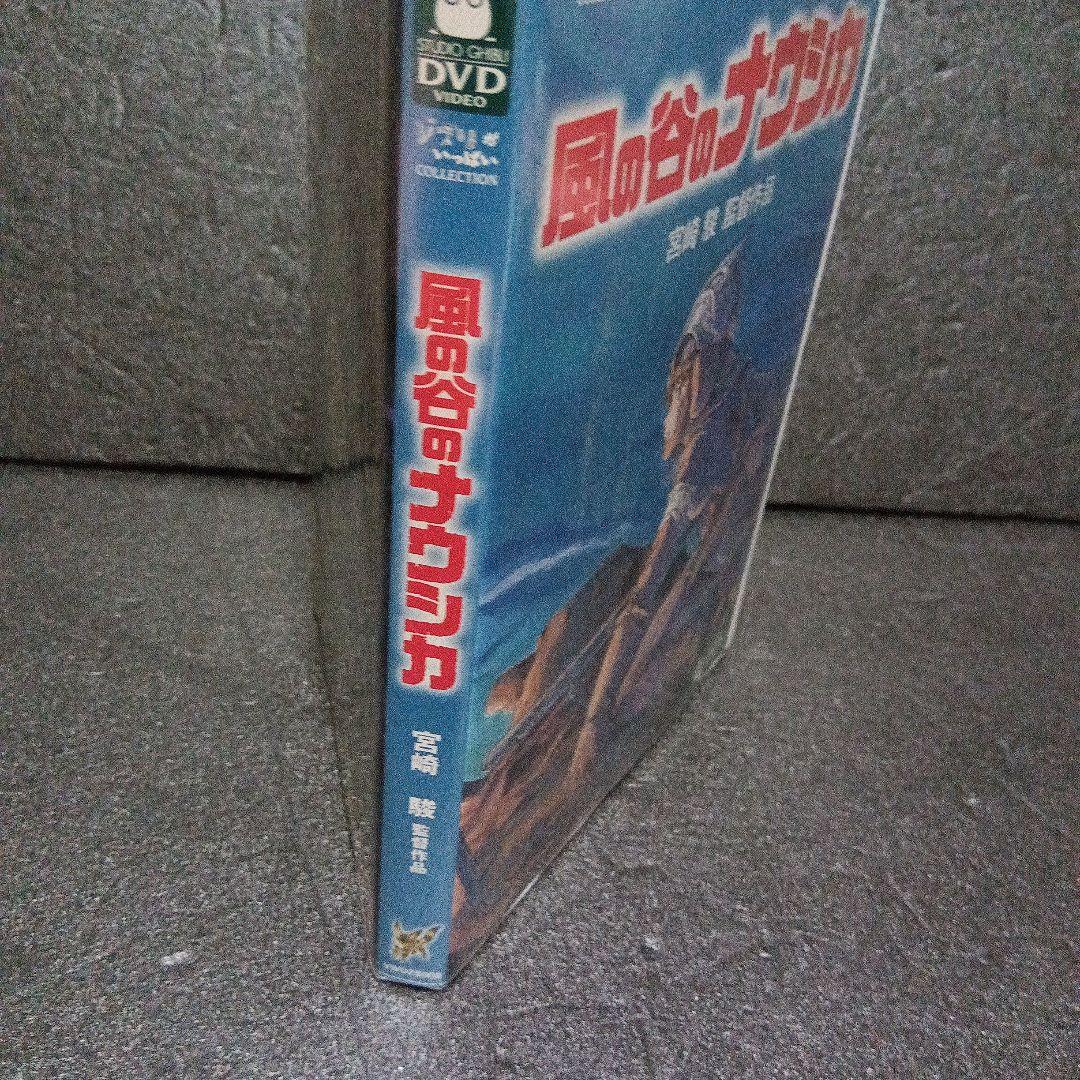 STUDIO GHIBLI
DVD
VIDEO
ジブリが
いっぱい
COLLECTION
風の谷のナウシカ
宮崎 駿 監督作品
風の谷のナウシカ
宮崎 駿 監督作品